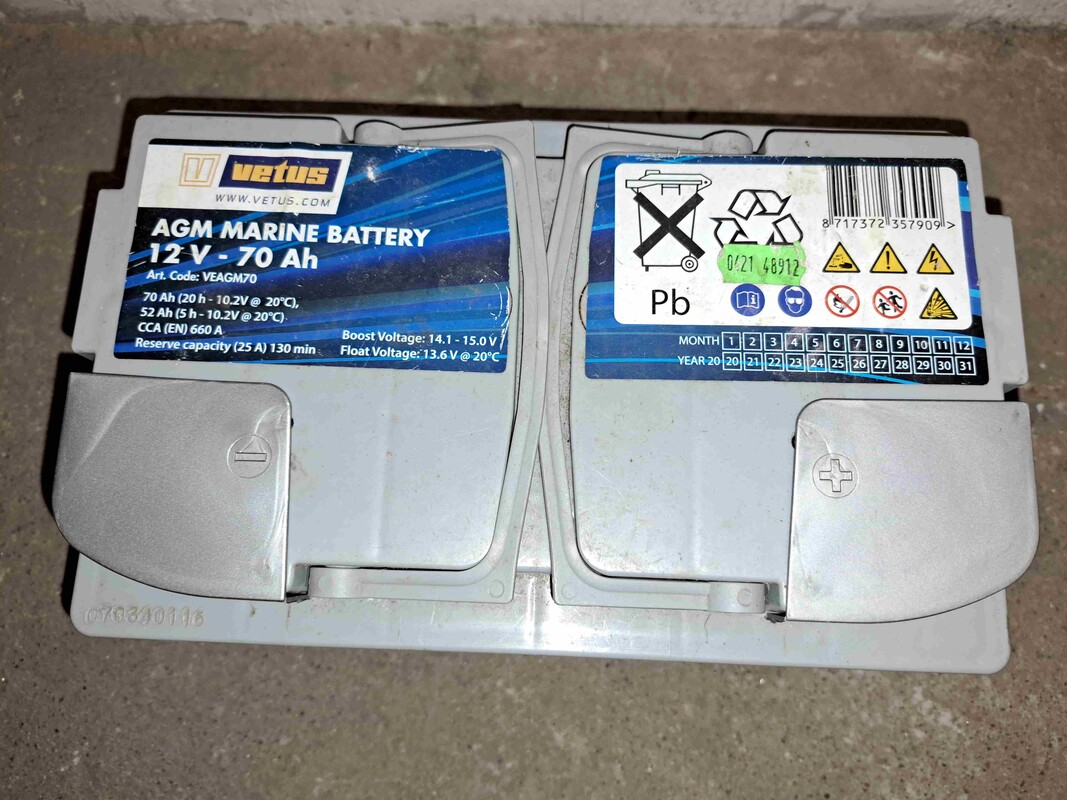 V vetus
WWW.VETUS.COM
AGM MARINE BATTERY
12 V - 70 Ah
Art. Code: VEAGM70
70 Ah (20 h - 10.2V @ 20°C),
52 Ah (5 h - 10.2V @ 20°C)
CCA (EN) 660 A
Reserve capacity (25 A) 130 min
Boost Voltage: 14.1 - 15.0 V
Float Voltage: 13.6 V @ 20°C
8 717372 357909 >
0421 48912
Pb
MONTH 1 2 3 4 5 6 7 8 9 10 11 12
YEAR 20 20 21 22 23 24 25 26 27 28 29 30 31